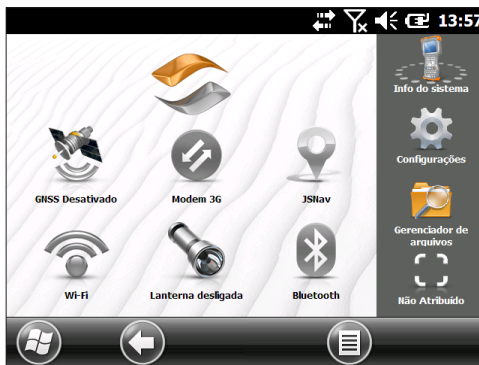 13:57
Info do sistema
GNSS Desativado
Modem 3G
JSNav
Configurações
Gerenciador de
arquivos
Wi-Fi
Lanterna desligada
Bluetooth
Não Atribuído